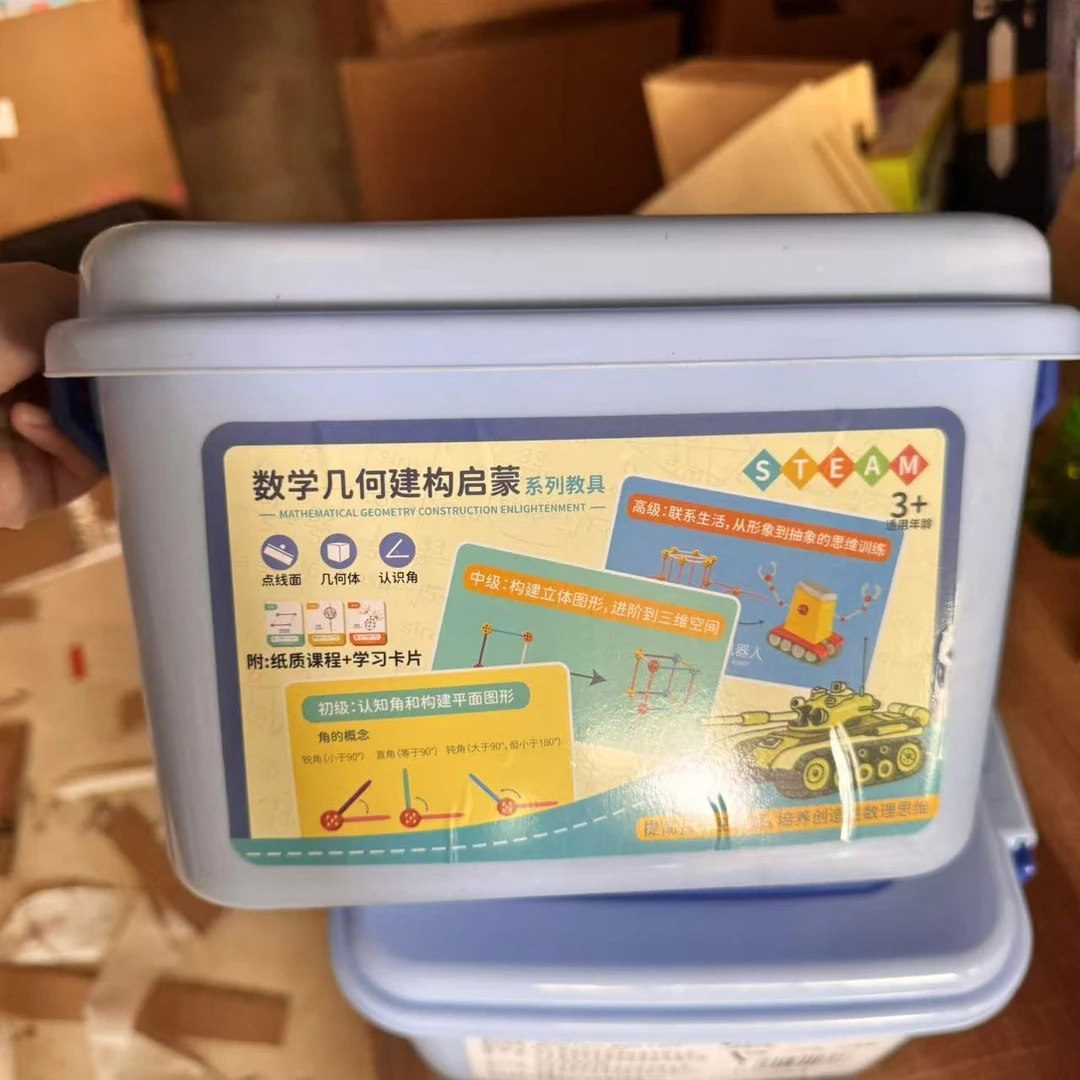 数学几何建构启蒙 系列教具
MATHEMATICAL GEOMETRY CONSTRUCTION ENLIGHTENMENT
STEAM
3+
适用年龄
点线面 几何体 认识角
附:纸质课程+学习卡片
高级:联系生活,从形象到抽象的思维训练
器人
中级:构建立体图形,进阶到三维空间
初级:认知角和构建平面图形
角的概念
锐角(小于90°) 直角(等于90°) 钝角(大于90°,但小于180°)
培养创造 数理思维